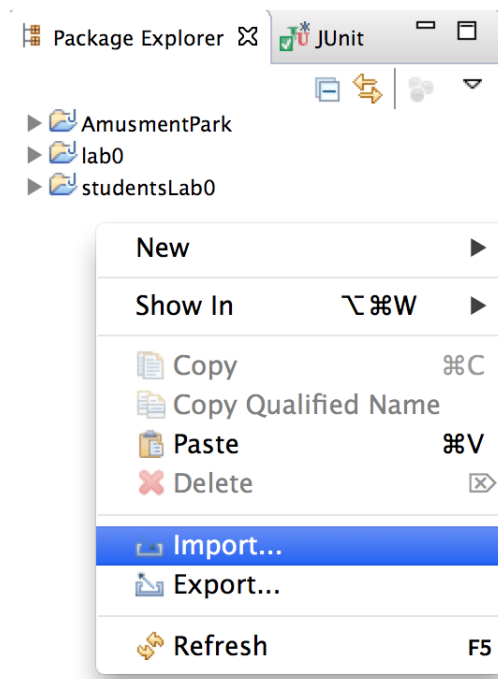 Package Explorer JUnit
AmusmentPark
lab0
studentsLab0
New
Show In ⌥⌘W
Copy ⌘C
Copy Qualified Name
Paste ⌘V
Delete ⌦
Import...
Export...
Refresh F5